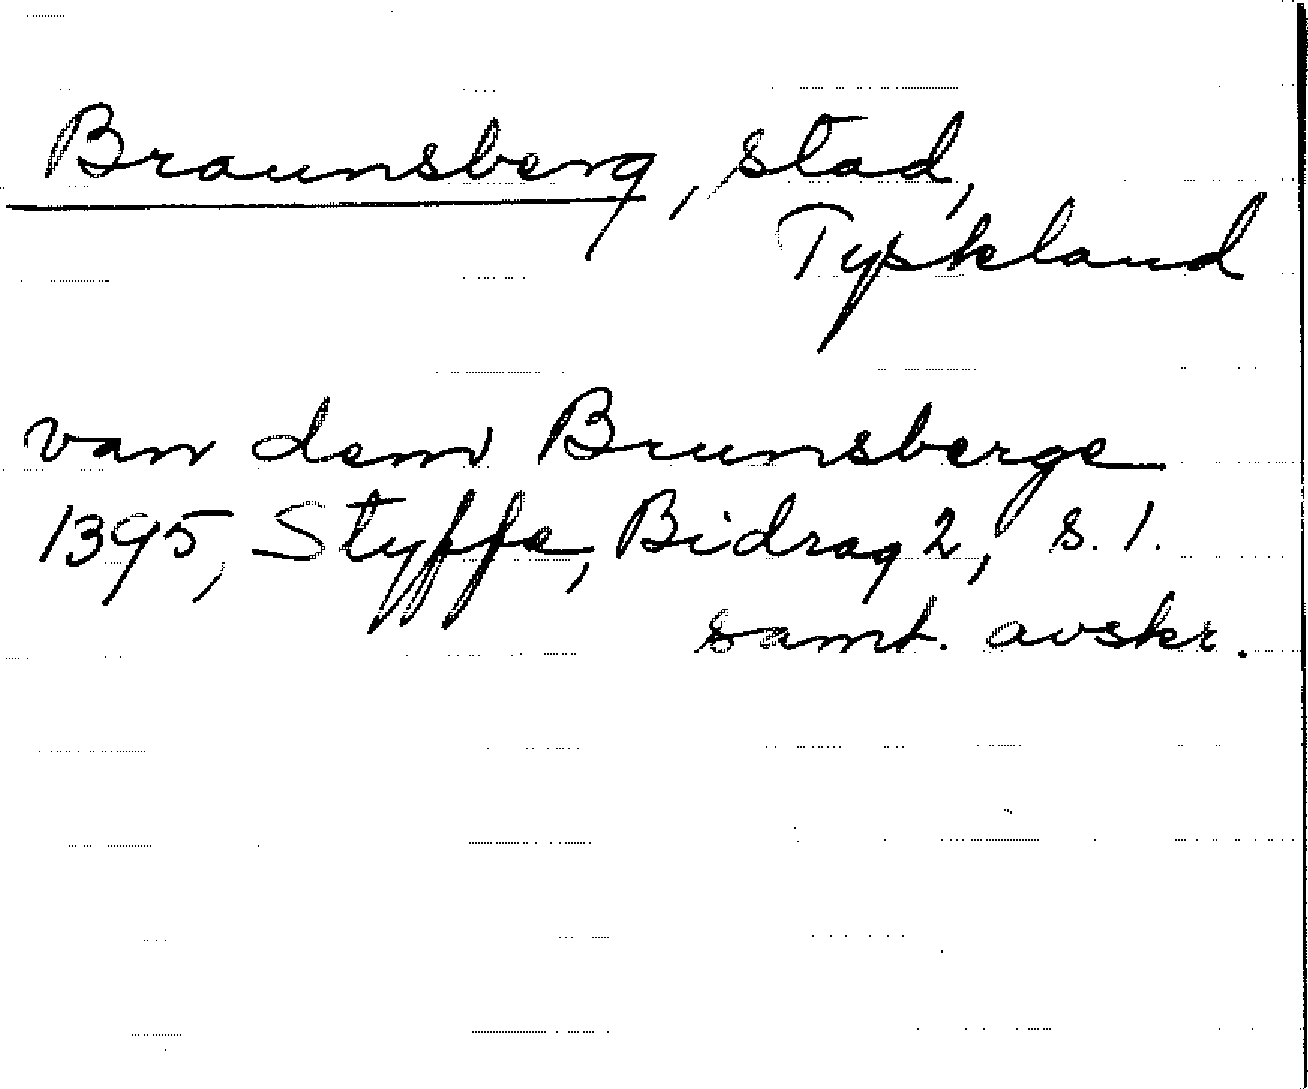 Braunsberg, stad,
Tyskland
van dem Brunsberge
1395, Styffe, Bidrag 2, s. 1.
samt. avskr.